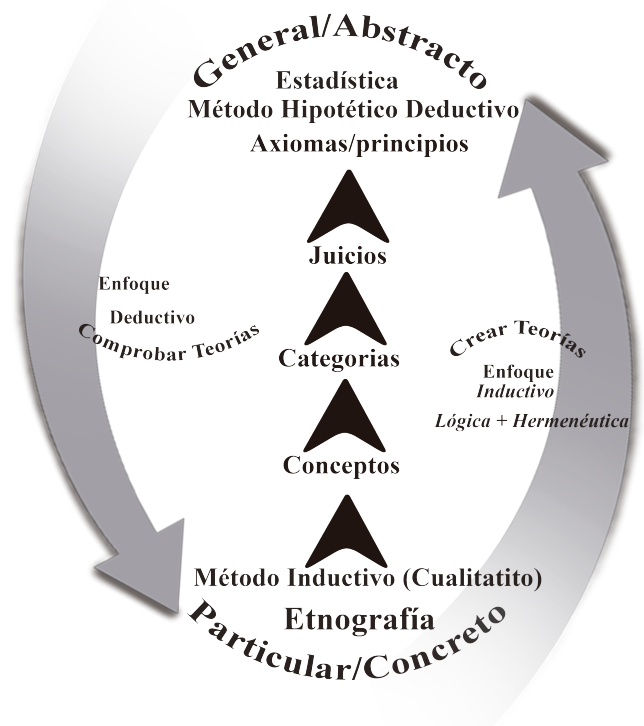 General/Abstracto
Estadística
Método Hipotético Deductivo
Axiomas/principios
Juicios
Enfoque
Deductivo
Comprobar Teorías
Categorias
Crear Teorías
Enfoque
Inductivo
Lógica + Hermenéutica
Conceptos
Método Inductivo (Cualitatito)
Etnografía
Particular/Concreto